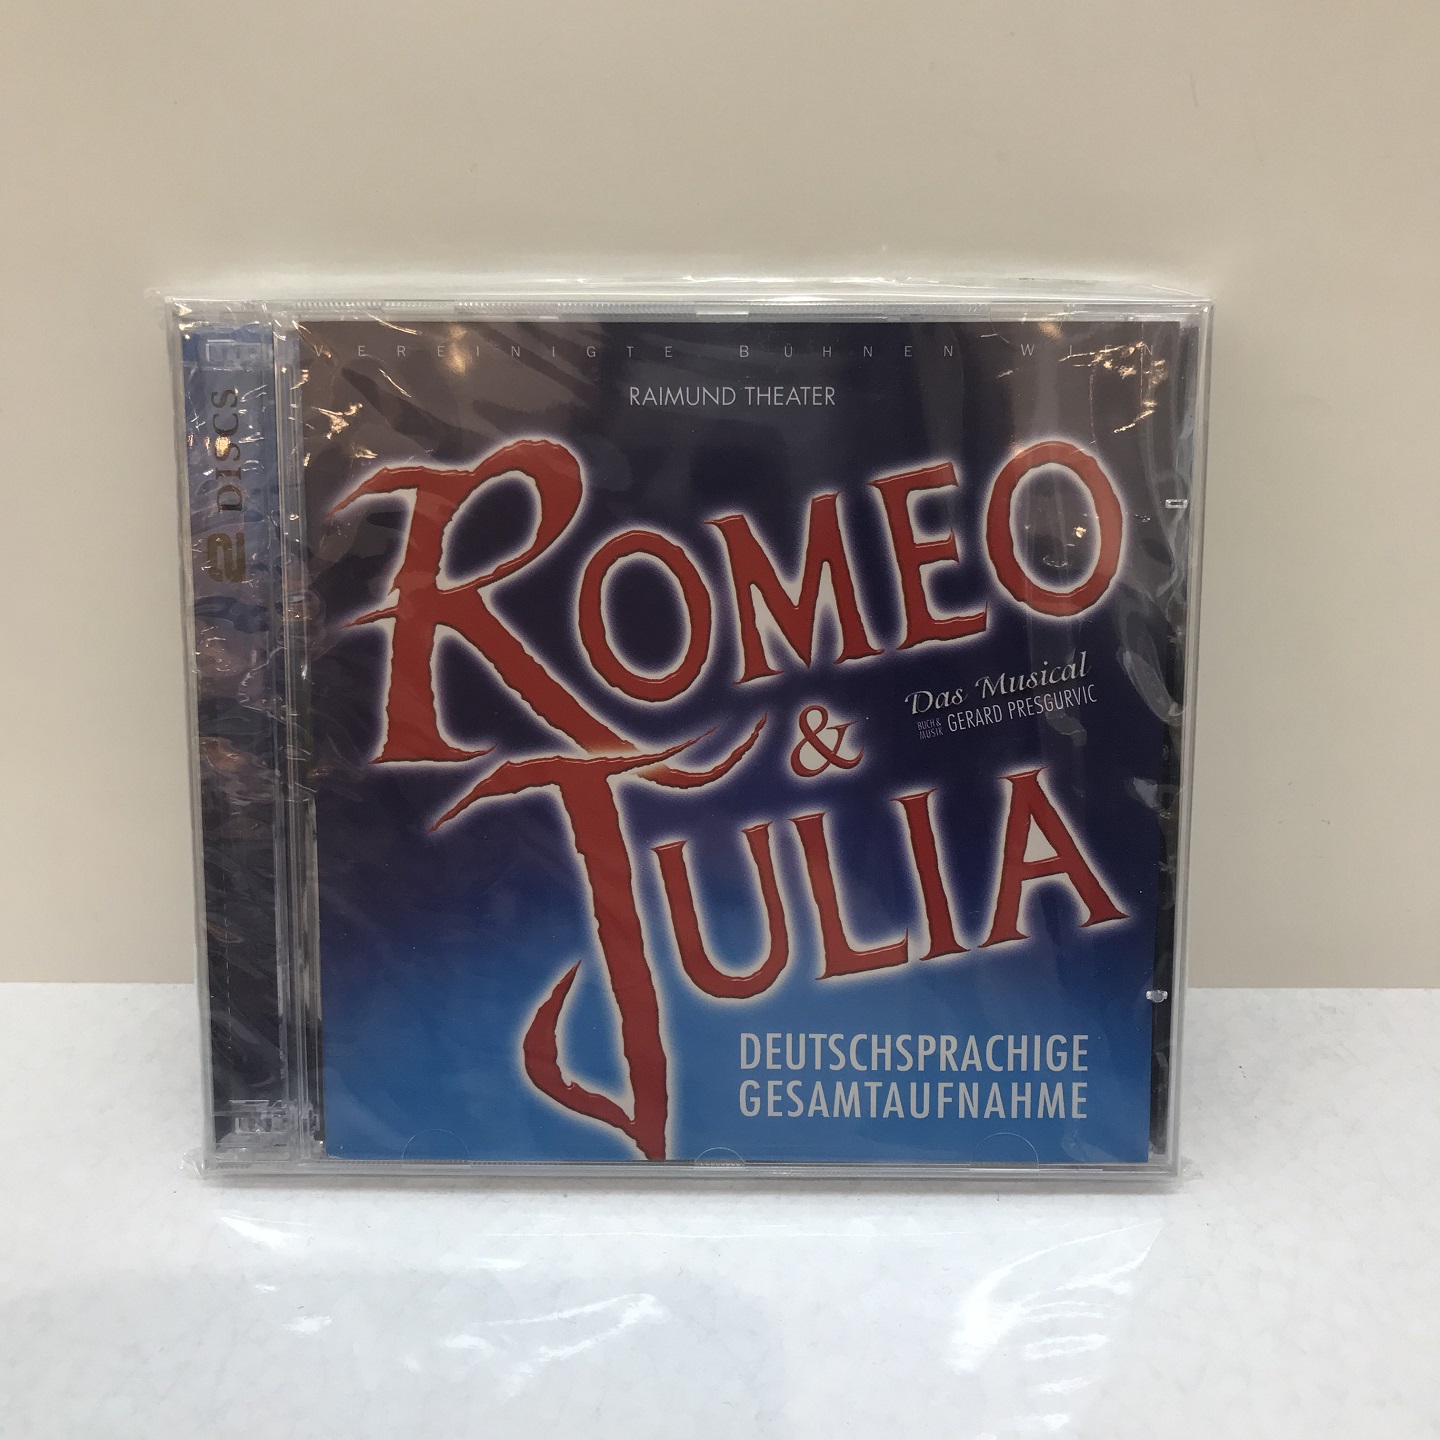 VEREINIGTE BÜHNEN WIEN
RAIMUND THEATER
2 DISCS
ROMEO
& 
JULIA
Das Musical
BUCH & MUSIK GERARD PRESGURVIC
DEUTSCHSPRACHIGE
GESAMTAUFNAHME